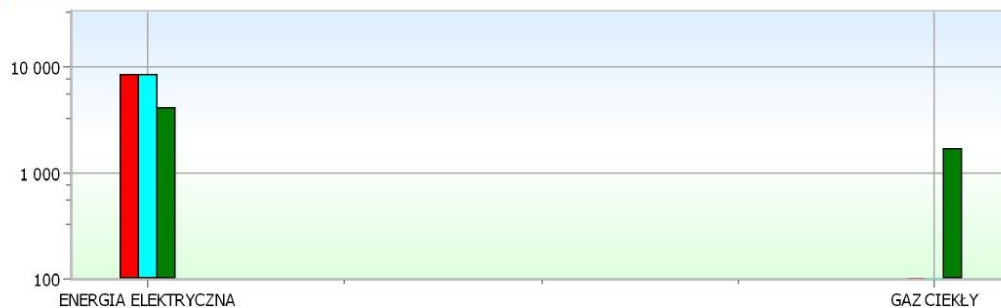 10 000
1 000
100
ENERGIA ELEKTRYCZNA
GAZ CIEKŁY